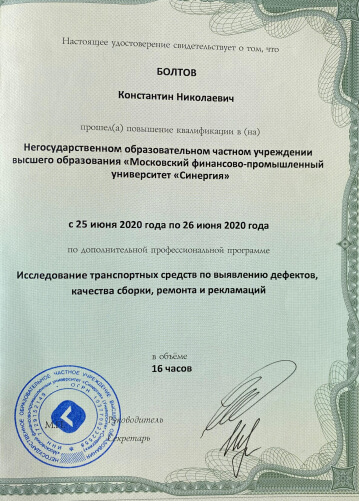 Настоящее удостоверение свидетельствует о том, что
БОЛТОВ
Константин Николаевич
прошел(а) повышение квалификации в (на)
Негосударственном образовательном частном учреждении
высшего образования «Московский финансово-промышленный
университет «Синергия»
с 25 июня 2020 года по 26 июня 2020 года
по дополнительной профессиональной программе
Исследование транспортных средств по выявлению дефектов,
качества сборки, ремонта и рекламаций
в объёме
16 часов
Руководитель
М.П.
Секретарь